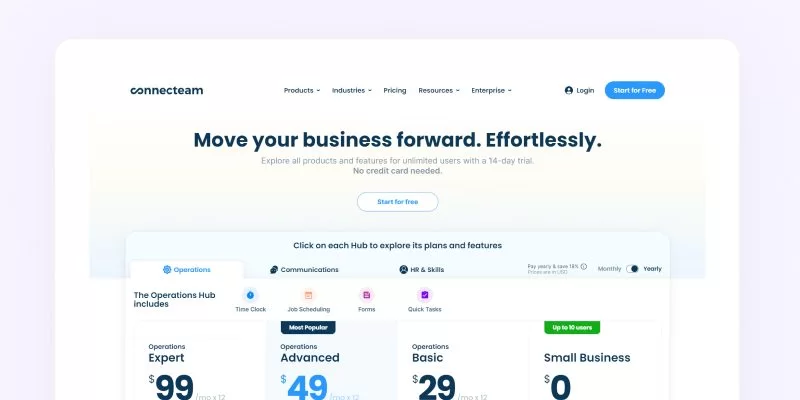 connecteam
Products Industries Pricing Resources Enterprise
Login
Start for Free
Move your business forward. Effortlessly.
Explore all products and features for unlimited users with a 14-day trial.
No credit card needed.
Start for free
Click on each Hub to explore its plans and features
Operations
Communications
HR & Skills
Pay yearly & save 18%
Prices are in USD
Monthly
Yearly
The Operations Hub
includes
Time Clock
Job Scheduling
Forms
Quick Tasks
Most Popular
Up to 10 users
Operations
Expert
$99 /mo x 12
Operations
Advanced
$49 /mo x 12
Operations
Basic
$29 /mo x 12
Small Business
$0